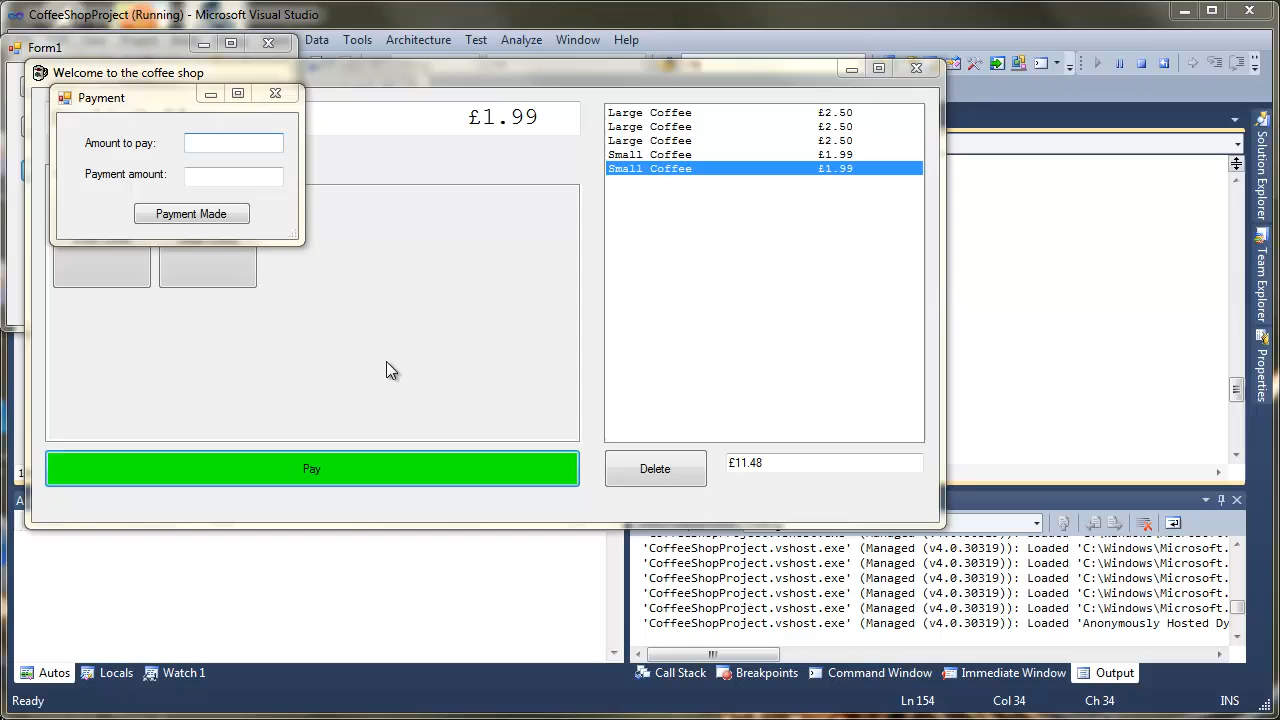 CoffeeShopProject (Running) - Microsoft Visual Studio
Data Tools Architecture Test Analyze Window Help
Form1
Welcome to the coffee shop
Payment
£1.99
Amount to pay:
Payment amount:
Payment Made
Large Coffee £2.50
Large Coffee £2.50
Large Coffee £2.50
Small Coffee £1.99
Small Coffee £1.99
Pay
Delete
£11.48
Solution Explorer
Team Explorer
Properties
'CoffeeShopProject.vshost.exe' (Managed (v4.0.30319)): Loaded 'C:\Windows\Microsoft.
'CoffeeShopProject.vshost.exe' (Managed (v4.0.30319)): Loaded 'C:\Windows\Microsoft.
'CoffeeShopProject.vshost.exe' (Managed (v4.0.30319)): Loaded 'C:\Windows\Microsoft.
'CoffeeShopProject.vshost.exe' (Managed (v4.0.30319)): Loaded 'C:\Windows\Microsoft.
'CoffeeShopProject.vshost.exe' (Managed (v4.0.30319)): Loaded 'C:\Windows\Microsoft.
'CoffeeShopProject.vshost.exe' (Managed (v4.0.30319)): Loaded 'Anonymously Hosted Dy
Autos Locals Watch 1
Call Stack Breakpoints Command Window Immediate Window Output
Ready Ln 154 Col 34 Ch 34 INS